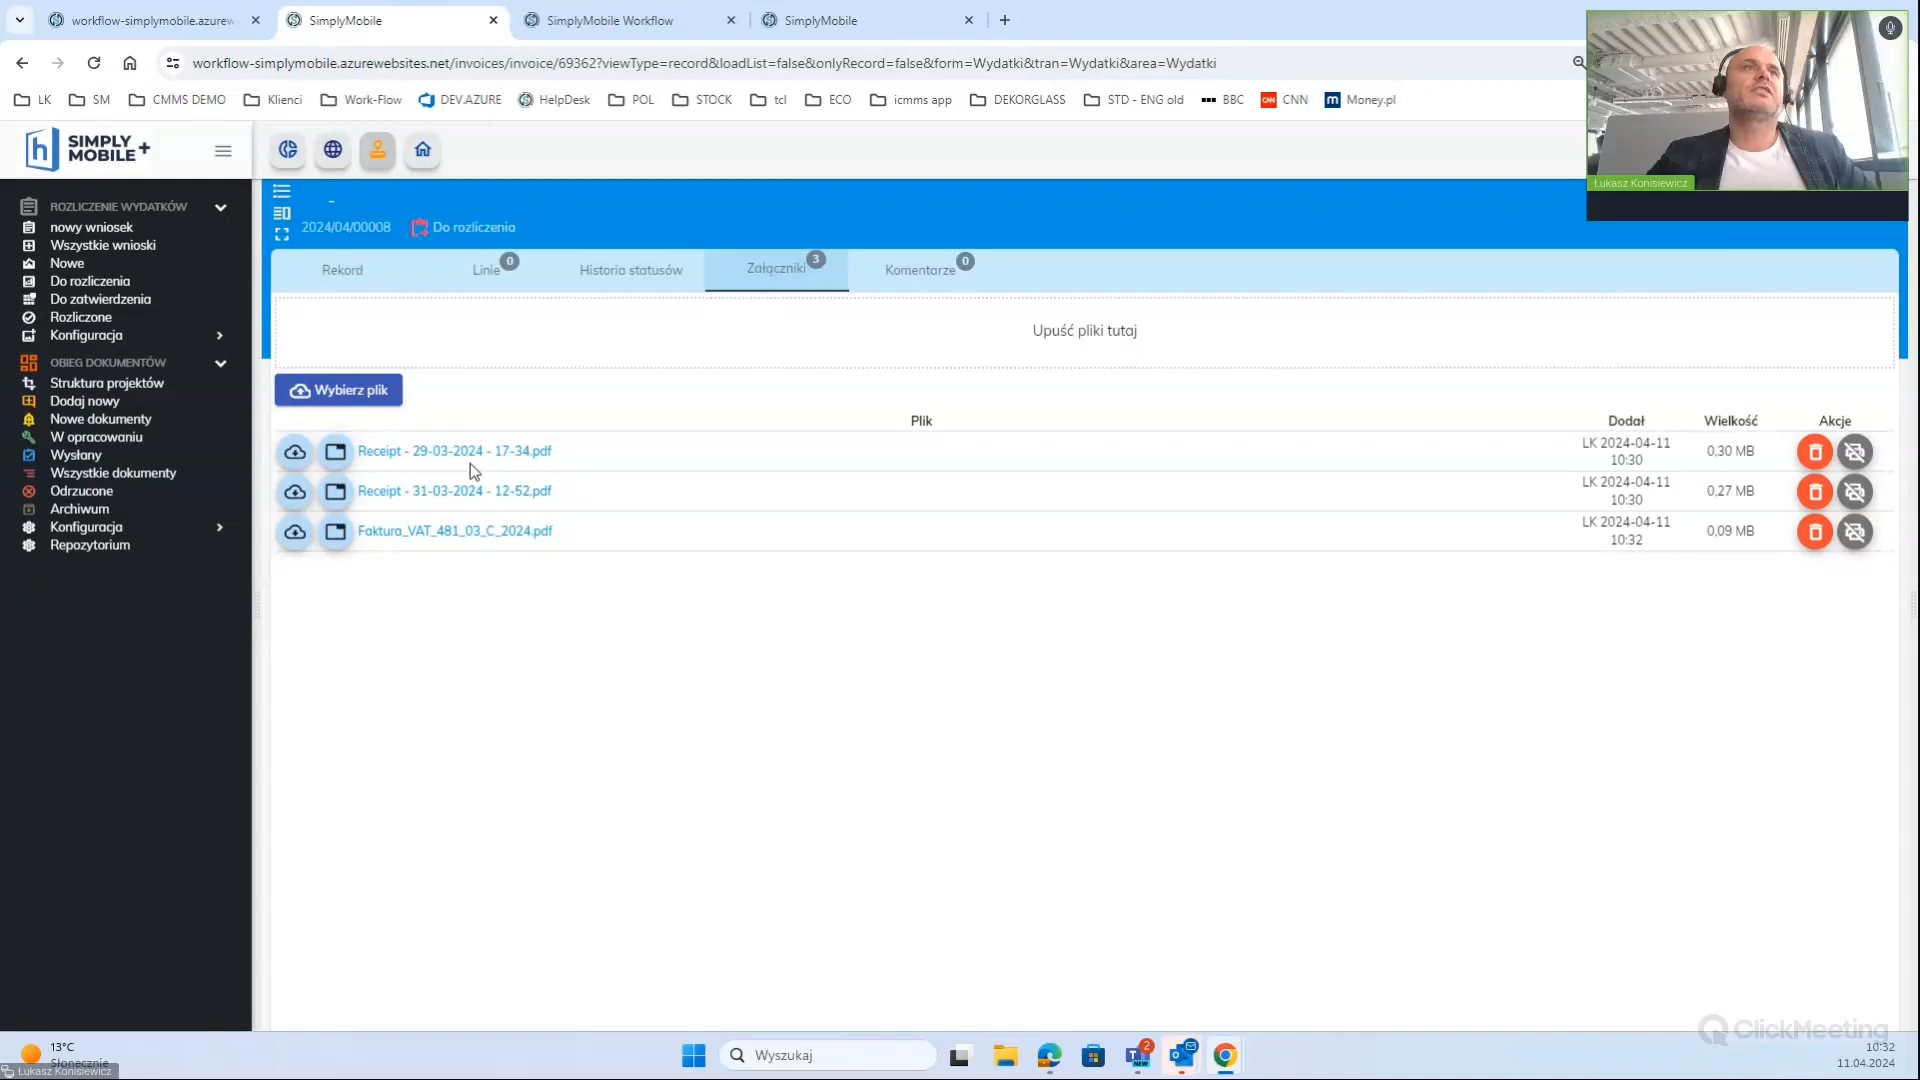 workflow-simplymobile.azurew
SimplyMobile
SimplyMobile Workflow
SimplyMobile
workflow-simplymobile.azurewebsites.net/invoices/invoice/69362?viewType=record&loadList=false&onlyRecord=false&form=Wydatki&tran=Wydatki&area=Wydatki
LK SM CMMS DEMO Klienci Work-Flow DEV.AZURE HelpDesk POL STOCK tcl ECO icmms app DEKORGLASS STD - ENG old BBC CNN Money.pl
Łukasz Konisiewicz
SIMPLY
MOBILE +
ROZLICZENIE WYDATKÓW
nowy wniosek
Wszystkie wnioski
Nowe
Do rozliczenia
Do zatwierdzenia
Rozliczone
Konfiguracja
OBIEG DOKUMENTÓW
Struktura projektów
Dodaj nowy
Nowe dokumenty
W opracowaniu
Wysłany
Wszystkie dokumenty
Odrzucone
Archiwum
Konfiguracja
Repozytorium
-
2024/04/00008 Do rozliczenia
Rekord Linie 0 Historia statusów Załączniki 3 Komentarze 0
Upuść pliki tutaj
Wybierz plik
Plik Dodał Wielkość Akcje
Receipt - 29-03-2024 - 17-34.pdf LK 2024-04-11 10:30 0,30 MB
Receipt - 31-03-2024 - 12-52.pdf LK 2024-04-11 10:30 0,27 MB
Faktura_VAT_481_03_C_2024.pdf LK 2024-04-11 10:32 0,09 MB
ClickMeeting
13°C
Słonecznie
Łukasz Konisiewicz
Wyszukaj
2
NEW
10:32
11.04.2024